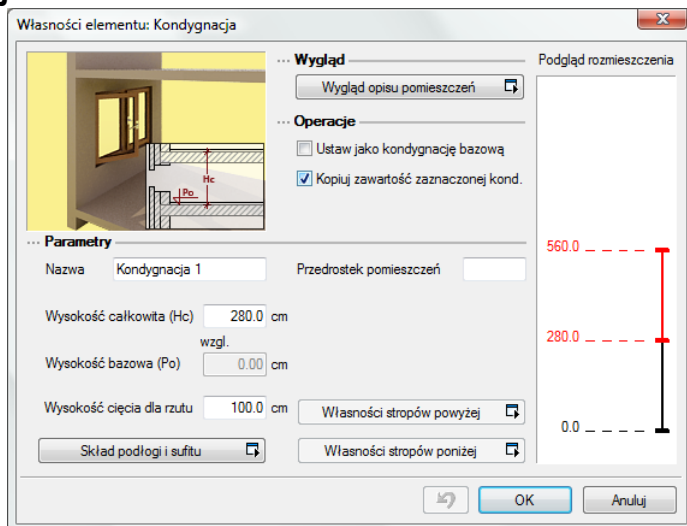 Własności elementu: Kondygnacja
Wygląd
Wygląd opisu pomieszczeń
Operacje
Ustaw jako kondygnację bazową
Kopiuj zawartość zaznaczonej kond.
Hc
Po
Parametry
Nazwa Kondygnacja 1 Przedrostek pomieszczeń
Wysokość całkowita (Hc) 280.0 cm
wzgl.
Wysokość bazowa (Po) 0.00 cm
Wysokość cięcia dla rzutu 100.0 cm
Własności stropów powyżej
Skład podłogi i sufitu
Własności stropów poniżej
Podgląd rozmieszczenia
560.0
280.0
0.0
OK
Anuluj